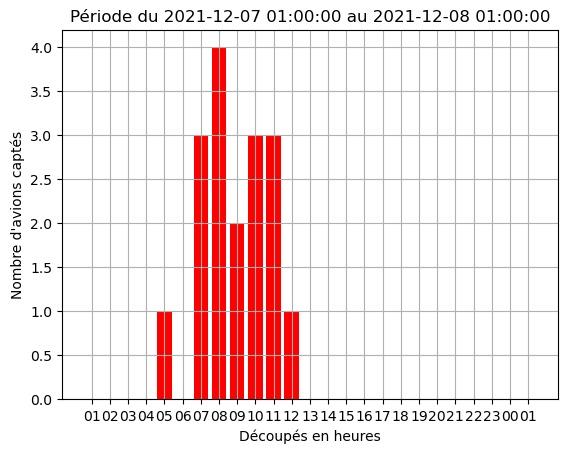 Période du 2021-12-07 01:00:00 au 2021-12-08 01:00:00
4.0
3.5
3.0
2.5
2.0
1.5
1.0
0.5
0.0
Nombre d'avions captés
01 02 03 04 05 06 07 08 09 10 11 12 13 14 15 16 17 18 19 20 21 22 23 00 01
Découpés en heures